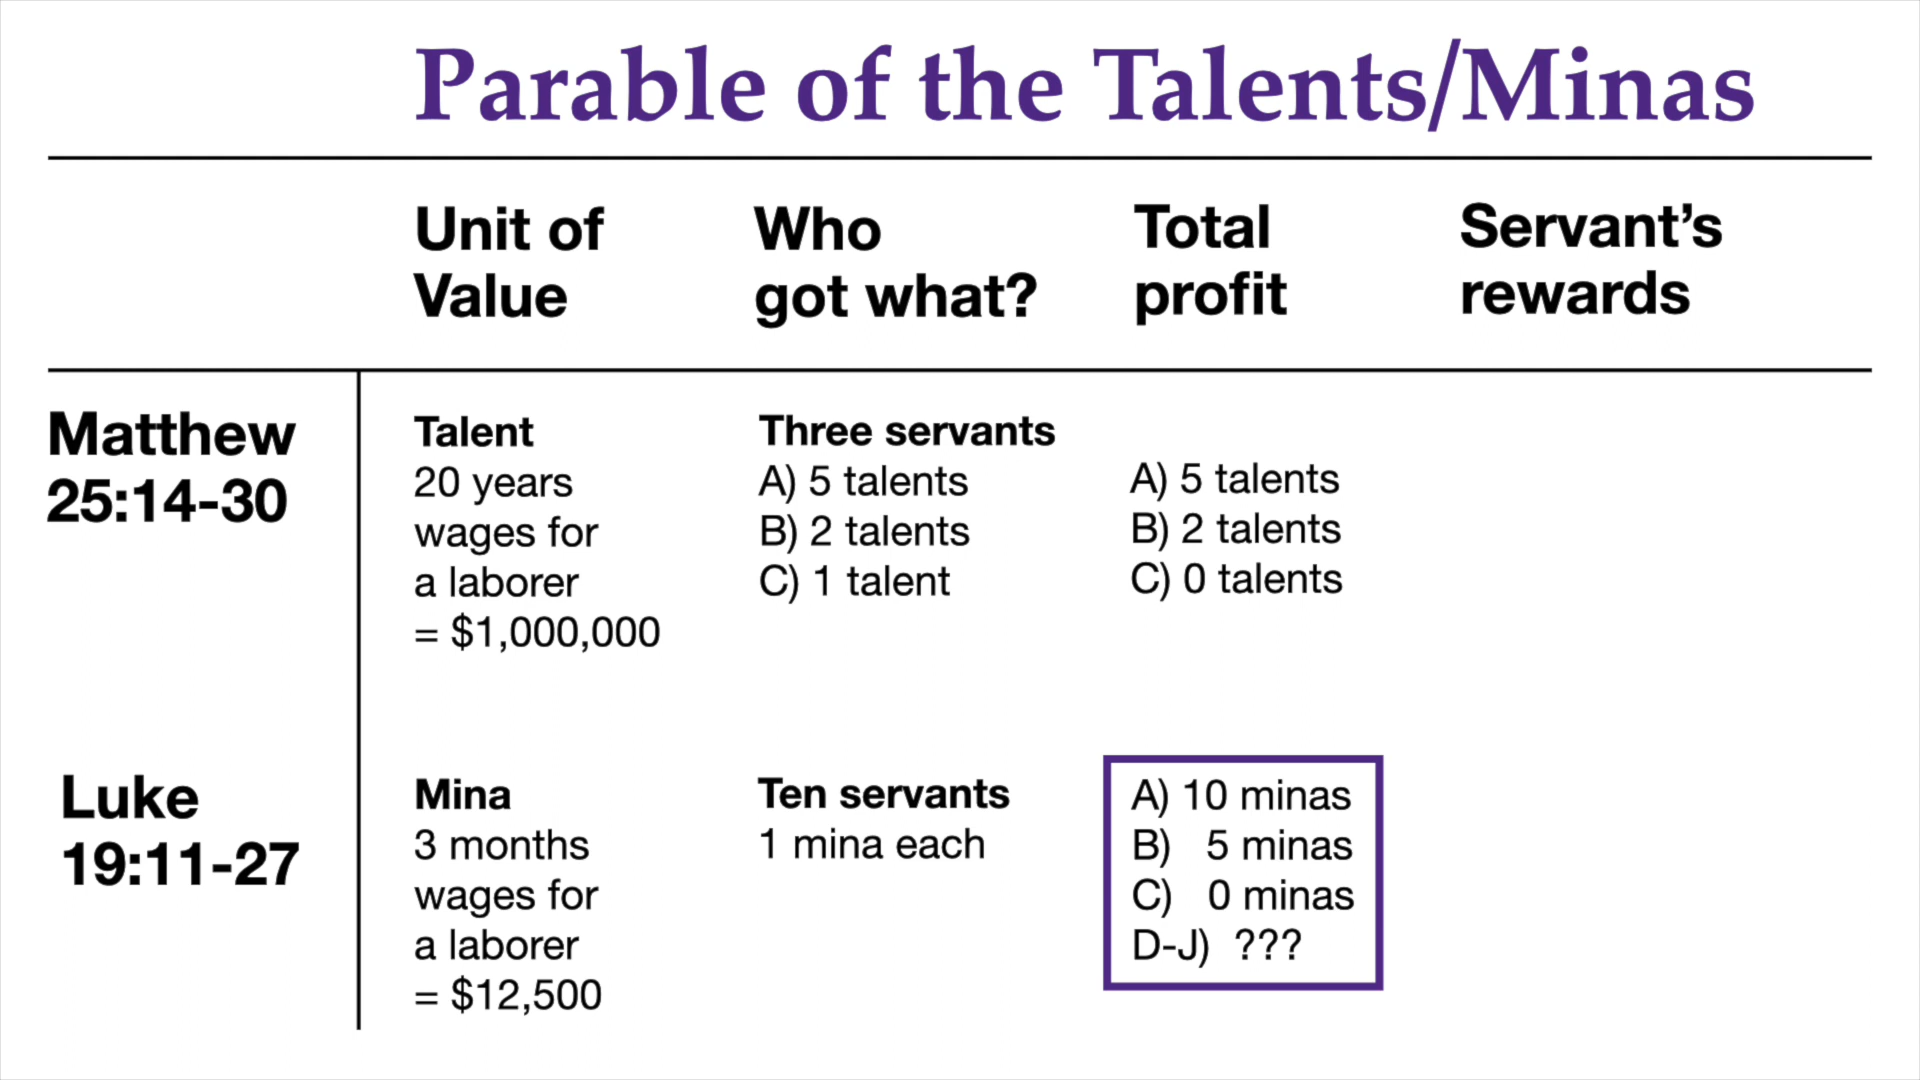 Parable of the Talents/Minas
Unit of
Value
Who
got what?
Total
profit
Servant's
rewards
Matthew
25:14-30
Talent
20 years
wages for
a laborer
= $1,000,000
Three servants
A) 5 talents
B) 2 talents
C) 1 talent
A) 5 talents
B) 2 talents
C) 0 talents
Luke
19:11-27
Mina
3 months
wages for
a laborer
= $12,500
Ten servants
1 mina each
A) 10 minas
B) 5 minas
C) 0 minas
D-J) ???